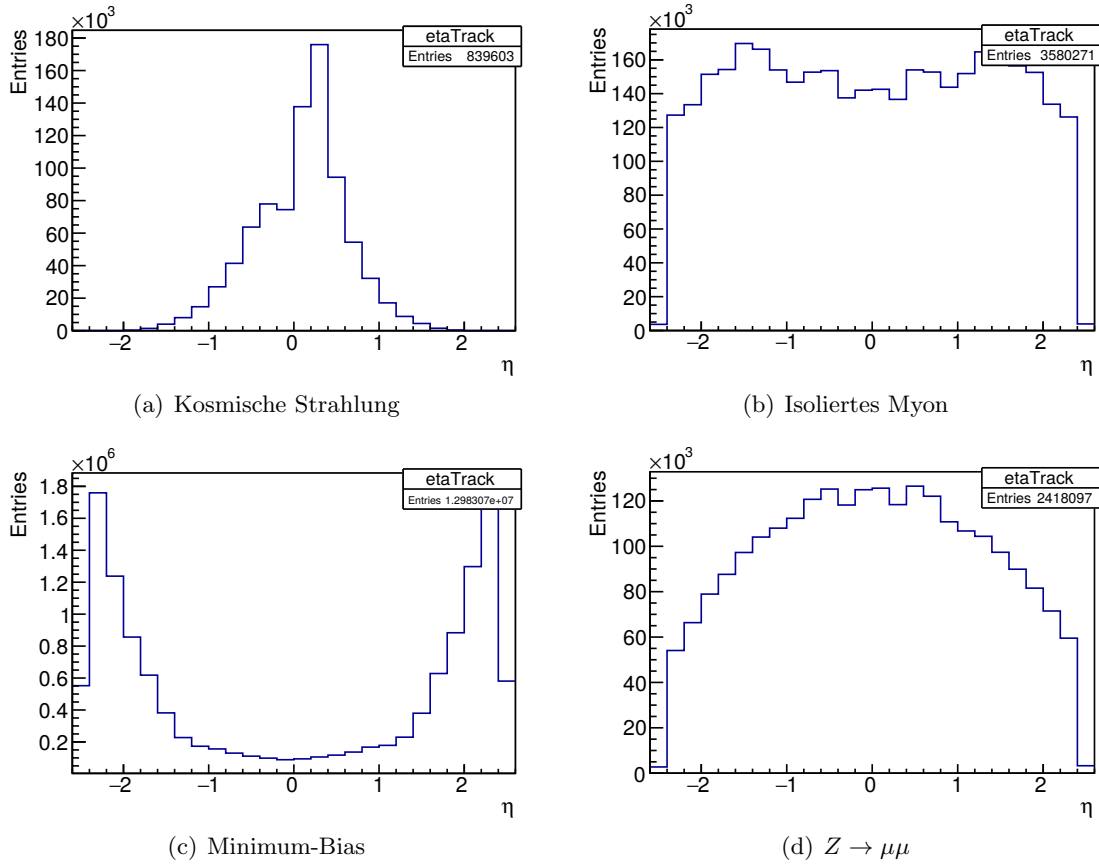 ×10³
etaTrack
Entries 839603
Entries
180
160
140
120
100
80
60
40
20
0
−2 −1 0 1 2
η
(a) Kosmische Strahlung
×10³
etaTrack
Entries 3580271
Entries
160
140
120
100
80
60
40
20
0
−2 −1 0 1 2
η
(b) Isoliertes Myon
×10⁶
etaTrack
Entries 1.298307e+07
Entries
1.8
1.6
1.4
1.2
1
0.8
0.6
0.4
0.2
−2 −1 0 1 2
η
(c) Minimum-Bias
×10³
etaTrack
Entries 2418097
Entries
120
100
80
60
40
20
0
−2 −1 0 1 2
η
(d) Z → μμ